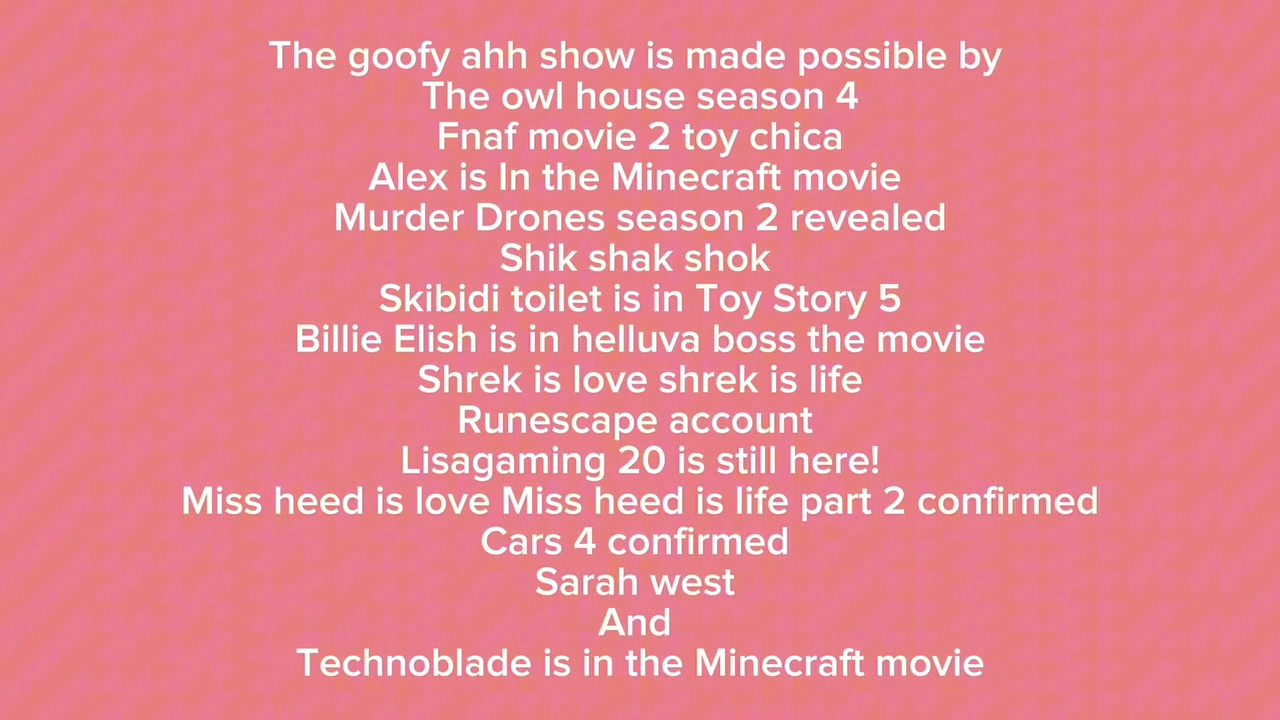 The goofy ahh show is made possible by
The owl house season 4
Fnaf movie 2 toy chica
Alex is In the Minecraft movie
Murder Drones season 2 revealed
Shik shak shok
Skibidi toilet is in Toy Story 5
Billie Elish is in helluva boss the movie
Shrek is love shrek is life
Runescape account
Lisagaming 20 is still here!
Miss heed is love Miss heed is life part 2 confirmed
Cars 4 confirmed
Sarah west
And
Technoblade is in the Minecraft movie